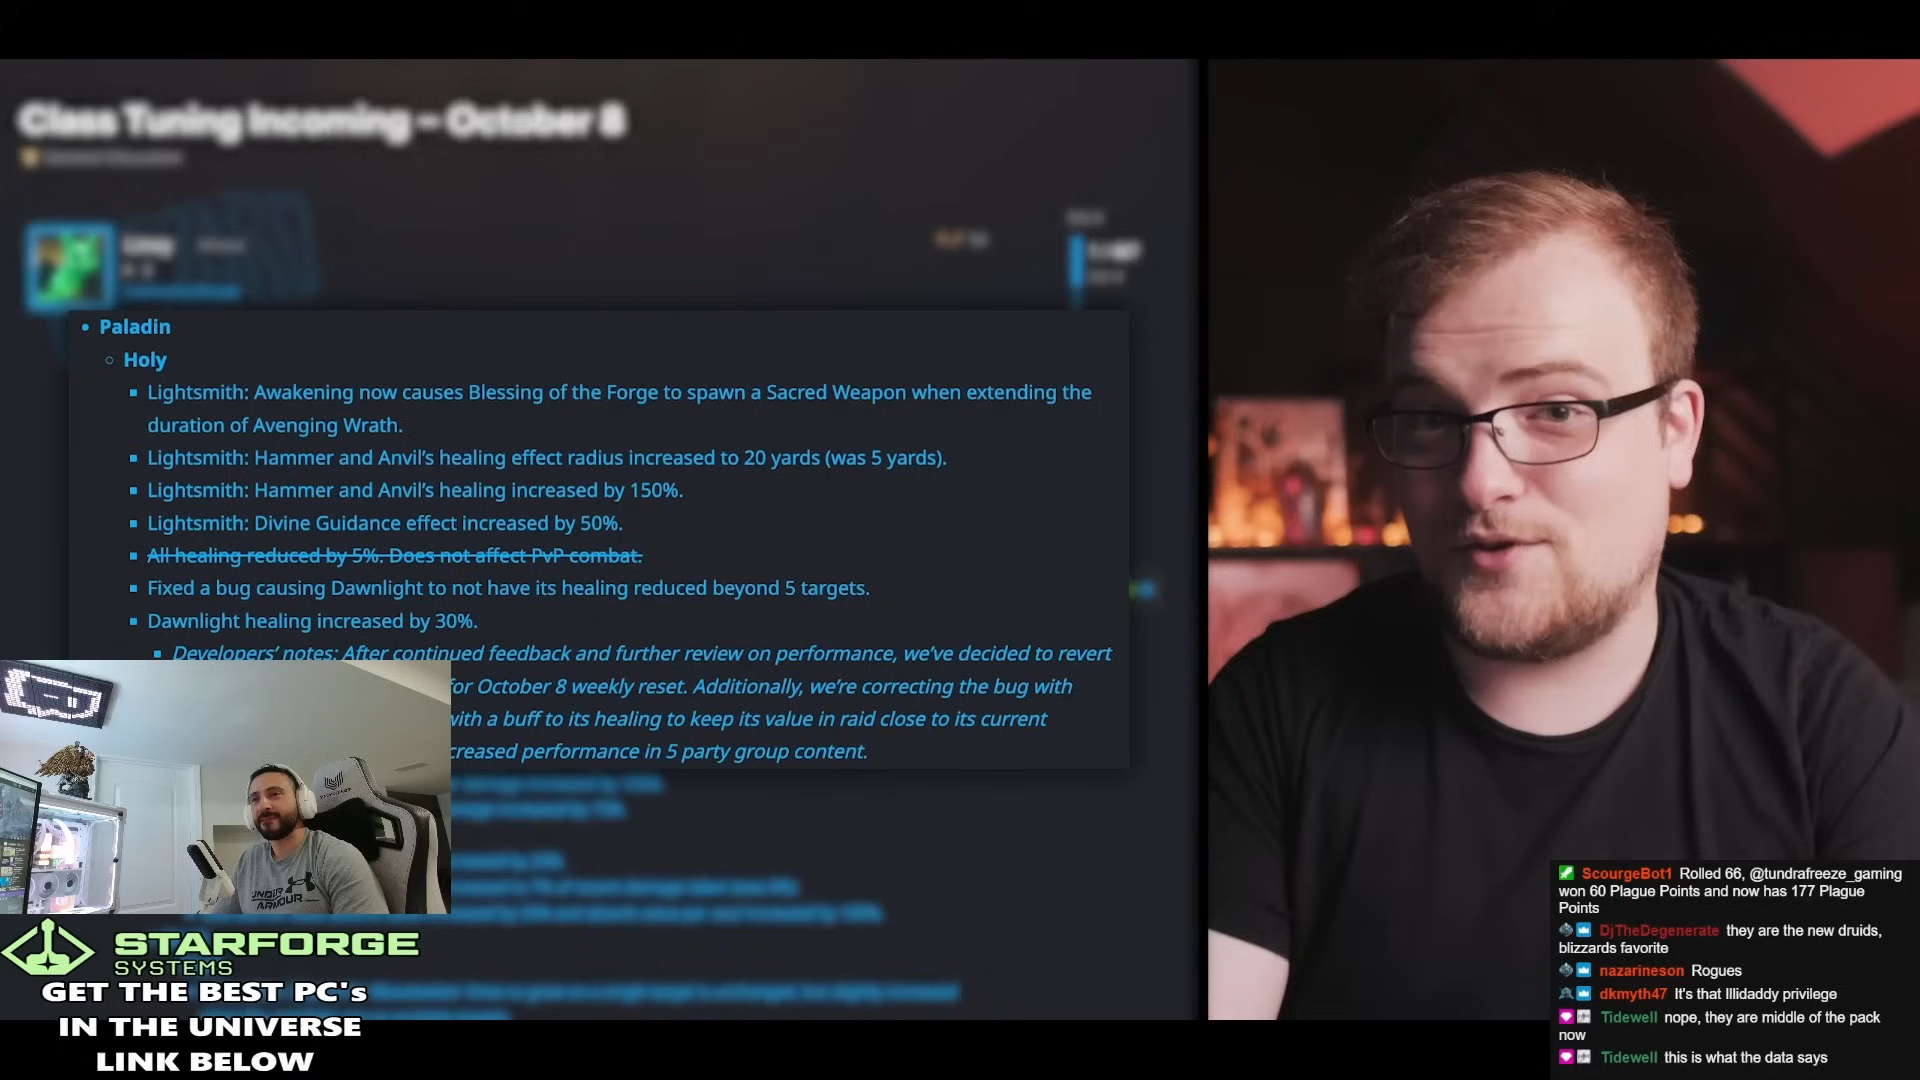 Class Tuning Incoming – October 8
Paladin
Holy
Lightsmith: Awakening now causes Blessing of the Forge to spawn a Sacred Weapon when extending the
duration of Avenging Wrath.
Lightsmith: Hammer and Anvil’s healing effect radius increased to 20 yards (was 5 yards).
Lightsmith: Hammer and Anvil’s healing increased by 150%.
Lightsmith: Divine Guidance effect increased by 50%.
All healing reduced by 5%. Does not affect PvP combat.
Fixed a bug causing Dawnlight to not have its healing reduced beyond 5 targets.
Dawnlight healing increased by 30%.
Developers’ notes: After continued feedback and further review on performance, we’ve decided to revert
for October 8 weekly reset. Additionally, we’re correcting the bug with
with a buff to its healing to keep its value in raid close to its current
creased performance in 5 party group content.
UNDER ARMOUR
STARFORGE
SYSTEMS
GET THE BEST PC's
IN THE UNIVERSE
LINK BELOW
ScourgeBot1 Rolled 66, @tundrafreeze_gaming
won 60 Plague Points and now has 177 Plague
Points
DjTheDegenerate they are the new druids,
blizzards favorite
nazarineson Rogues
dkmyth47 It's that Illidaddy privilege
Tidewell nope, they are middle of the pack
now
Tidewell this is what the data says